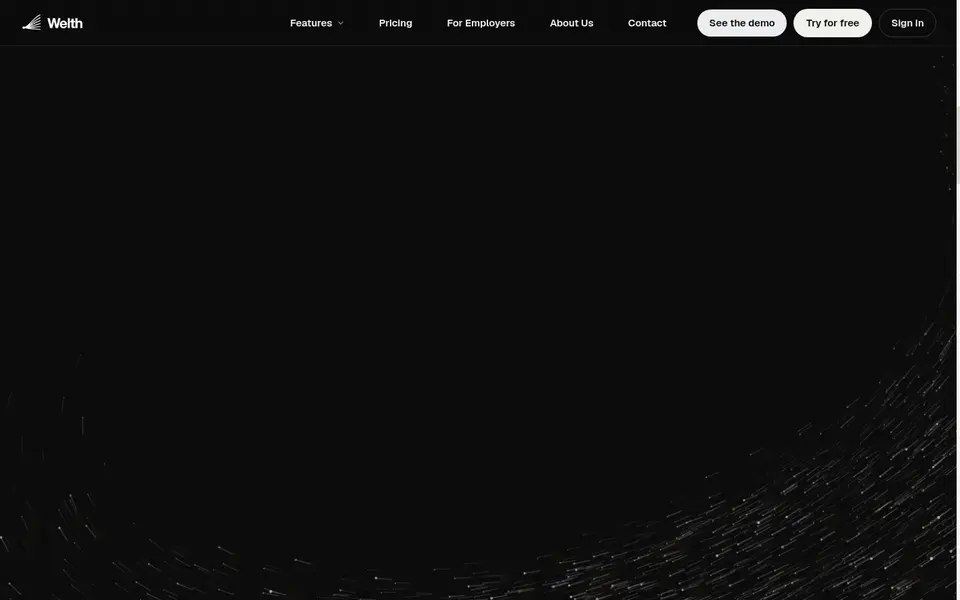 Welth
Features
Pricing
For Employers
About Us
Contact
See the demo
Try for free
Sign in